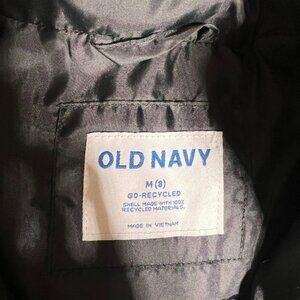 OLD NAVY
M (8)
GO-RECYCLED
SHELL MADE WITH 100%
RECYCLED MATERIALS.
MADE IN VIETNAM